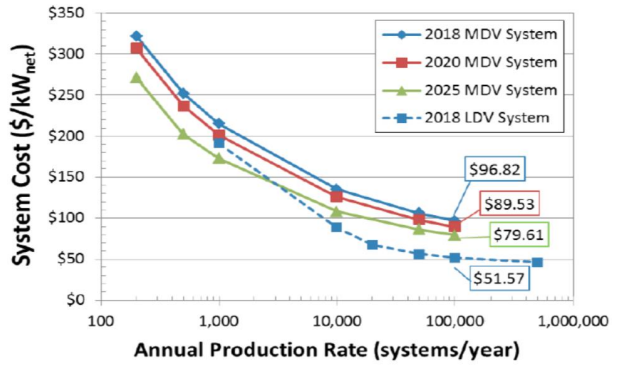 $350
$300
$250
$200
$150
$100
$50
$0
System Cost ($/kWnet)
2018 MDV System
2020 MDV System
2025 MDV System
2018 LDV System
$96.82
$89.53
$79.61
$51.57
100 1,000 10,000 100,000 1,000,000
Annual Production Rate (systems/year)